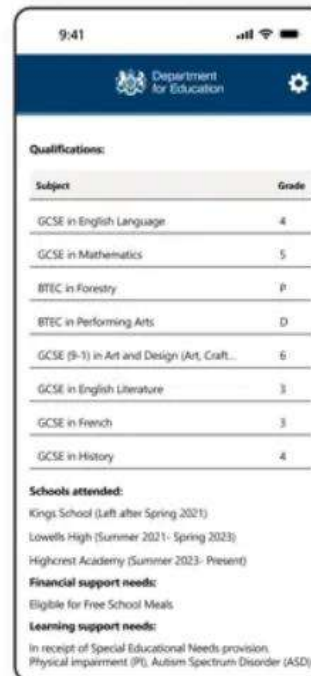 9:41
Department
for Education
Qualifications:
Subject Grade
GCSE in English Language 4
GCSE in Mathematics 5
BTEC in Forestry P
BTEC in Performing Arts D
GCSE (9-1) in Art and Design (Art, Craft... 6
GCSE in English Literature 3
GCSE in French 3
GCSE in History 4
Schools attended:
Kings School (Left after Spring 2021)
Lowells High (Summer 2021- Spring 2023)
Highcrest Academy (Summer 2023- Present)
Financial support needs:
Eligible for Free School Meals
Learning support needs:
In receipt of Special Educational Needs provision.
Physical impairment (PI), Autism Spectrum Disorder (ASD)